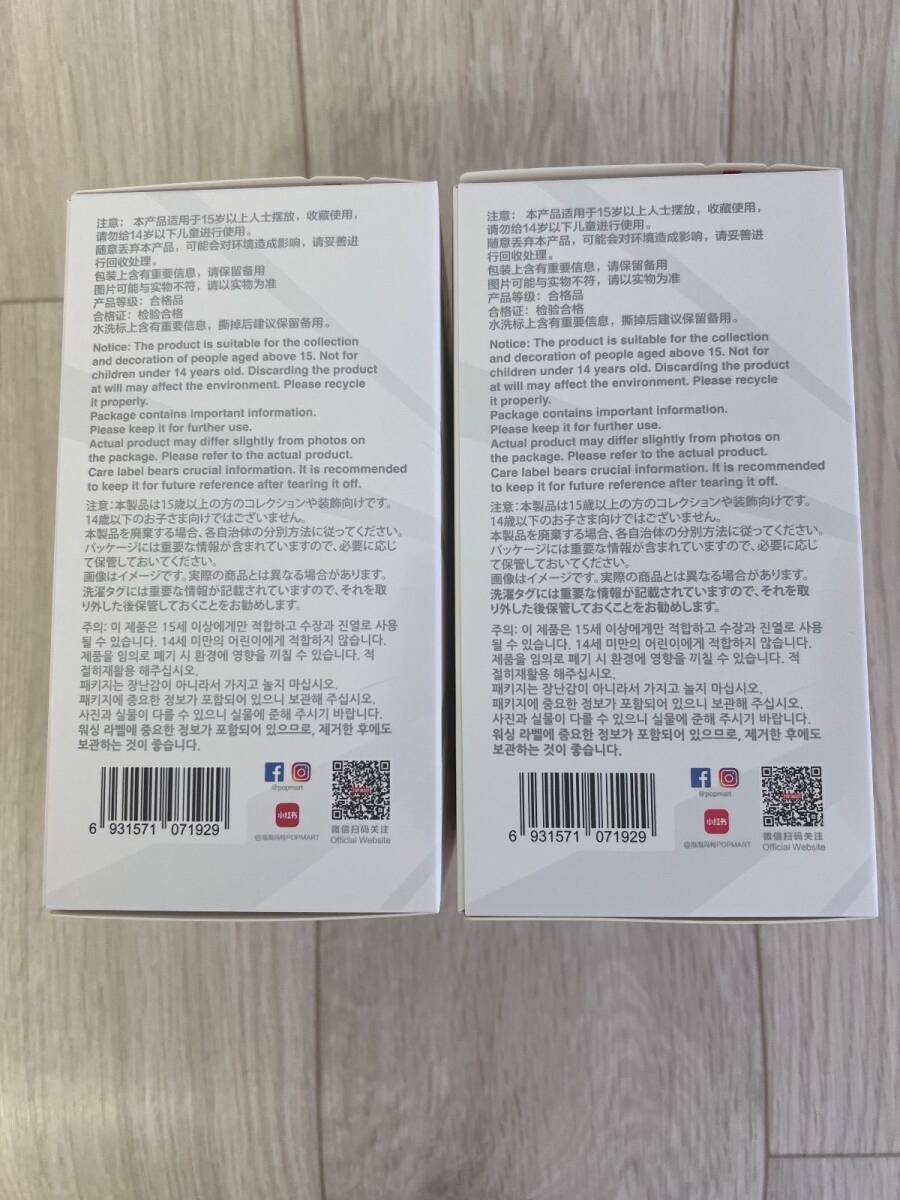 注意： 本产品适用于15岁以上人士摆放，收藏使用，
请勿给14岁以下儿童进行使用。
随意丢弃本产品，可能会对环境造成影响，请妥善进
行回收处理。
包装上含有重要信息，请保留备用
图片可能与实物不符，请以实物为准
产品等级：合格品
合格证：检验合格
水洗标上含有重要信息，撕掉后建议保留备用。
Notice: The product is suitable for the collection
and decoration of people aged above 15. Not for
children under 14 years old. Discarding the product
at will may affect the environment. Please recycle
it properly.
Package contains important information.
Please keep it for further use.
Actual product may differ slightly from photos on
the package. Please refer to the actual product.
Care label bears crucial information. It is recommended
to keep it for future reference after tearing it off.
注意：本製品は15歳以上の方のコレクションや装飾向けです。
14歳以下のお子さま向けではございません。
本製品を廃棄する場合、各自治体の分別方法に従ってください。
パッケージには重要な情報が含まれていますので、必要に応じ
て保管しておいてください。
画像はイメージです。実際の商品とは異なる場合があります。
洗濯タグには重要な情報が記載されていますので、それを取
り外した後保管しておくことをお勧めします。
주의: 이 제품은 15세 이상에게만 적합하고 수장과 진열로 사용
될 수 있습니다. 14세 미만의 어린이에게 적합하지 않습니다.
제품을 임의로 폐기 시 환경에 영향을 끼칠 수 있습니다. 적
절히재활용 해주십시오.
패키지는 장난감이 아니라서 가지고 놀지 마십시오.
패키지에 중요한 정보가 포함되어 있으니 보관해 주십시오.
사진과 실물이 다를 수 있으니 실물에 준해 주시기 바랍니다.
워싱 라벨에 중요한 정보가 포함되어 있으므로, 제거한 후에도
보관하는 것이 좋습니다.
@popmart
小红书
@泡泡玛特POPMART
POP MART
微信扫码关注
Official Website
6 931571 071929
注意： 本产品适用于15岁以上人士摆放，收藏使用，
请勿给14岁以下儿童进行使用。
随意丢弃本产品，可能会对环境造成影响，请妥善进
行回收处理。
包装上含有重要信息，请保留备用
图片可能与实物不符，请以实物为准
产品等级：合格品
合格证：检验合格
水洗标上含有重要信息，撕掉后建议保留备用。
Notice: The product is suitable for the collection
and decoration of people aged above 15. Not for
children under 14 years old. Discarding the product
at will may affect the environment. Please recycle
it properly.
Package contains important information.
Please keep it for further use.
Actual product may differ slightly from photos on
the package. Please refer to the actual product.
Care label bears crucial information. It is recommended
to keep it for future reference after tearing it off.
注意：本製品は15歳以上の方のコレクションや装飾向けです。
14歳以下のお子さま向けではございません。
本製品を廃棄する場合、各自治体の分別方法に従ってください。
パッケージには重要な情報が含まれていますので、必要に応じ
て保管しておいてください。
画像はイメージです。実際の商品とは異なる場合があります。
洗濯タグには重要な情報が記載されていますので、それを取
り外した後保管しておくことをお勧めします。
주의: 이 제품은 15세 이상에게만 적합하고 수장과 진열로 사용
될 수 있습니다. 14세 미만의 어린이에게 적합하지 않습니다.
제품을 임의로 폐기 시 환경에 영향을 끼칠 수 있습니다. 적
절히재활용 해주십시오.
패키지는 장난감이 아니라서 가지고 놀지 마십시오.
패키지에 중요한 정보가 포함되어 있으니 보관해 주십시오.
사진과 실물이 다를 수 있으니 실물에 준해 주시기 바랍니다.
워싱 라벨에 중요한 정보가 포함되어 있으므로, 제거한 후에도
보관하는 것이 좋습니다.
@popmart
小红书
@泡泡玛特POPMART
POP MART
微信扫码关注
Official Website
6 931571 071929